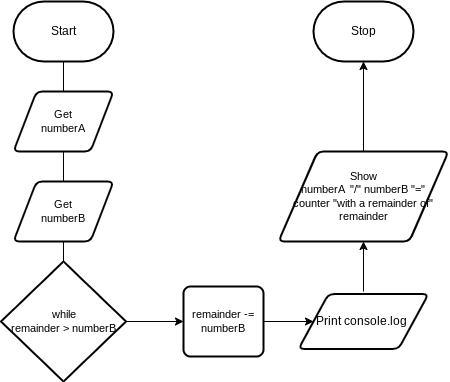 Start
Get
numberA
Get
numberB
while
remainder > numberB
remainder -=
numberB
Print console.log
Show
numberA "/" numberB "="
counter "with a remainder of"
remainder
Stop